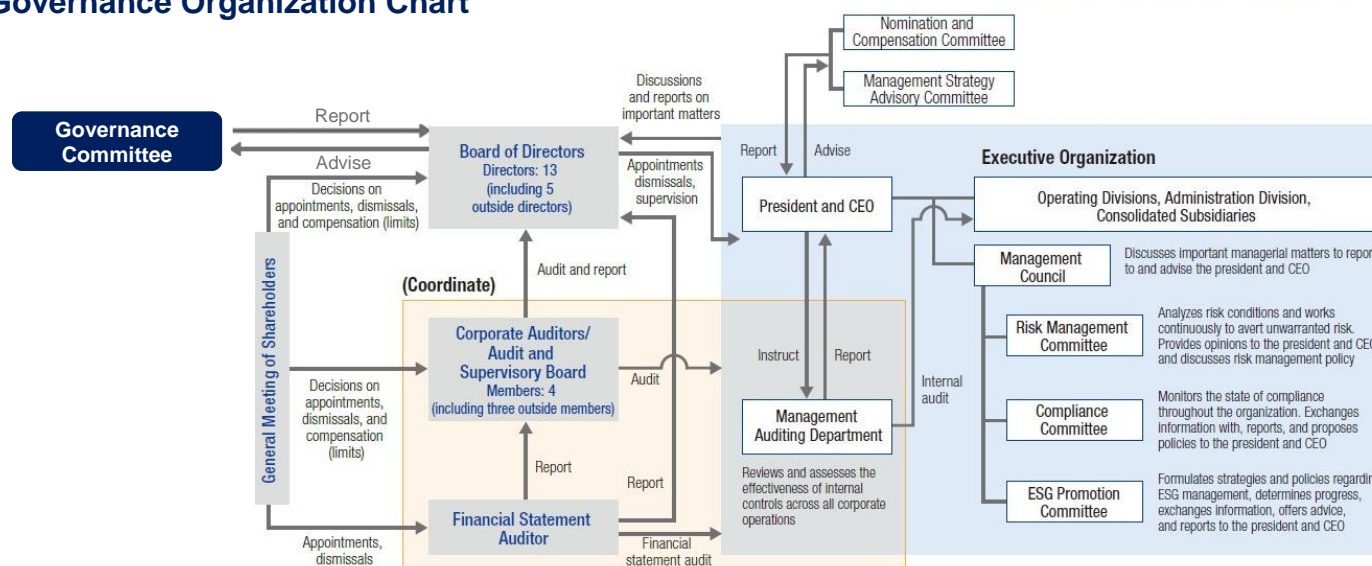 Governance Organization Chart
Nomination and
Compensation Committee
Management Strategy
Advisory Committee
Discussions
and reports on
important matters
Governance
Committee
Report
Advise
Board of Directors
Directors: 13
(including 5
outside directors)
Decisions on
appointments, dismissals,
and compensation (limits)
Appointments
dismissals,
supervision
Report
Advise
President and CEO
Executive Organization
Operating Divisions, Administration Division,
Consolidated Subsidiaries
Management
Council
Discusses important managerial matters to repor
to and advise the president and CEO
General Meeting of Shareholders
Audit and report
(Coordinate)
Corporate Auditors/
Audit and
Supervisory Board
Members: 4
(including three outside members)
Audit
Instruct
Report
Risk Management
Committee
Analyzes risk conditions and works
continuously to avert unwarranted risk.
Provides opinions to the president and CEO
and discusses risk management policy
Decisions on
appointments,
dismissals, and
compensation
(limits)
Internal
audit
Management
Auditing Department
Compliance
Committee
Monitors the state of compliance
throughout the organization. Exchanges
information with, reports, and proposes
policies to the president and CEO
Report
Report
Reviews and assesses the
effectiveness of internal
controls across all corporate
operations
ESG Promotion
Committee
Formulates strategies and policies regardin
ESG management, determines progress,
exchanges information, offers advice,
and reports to the president and CEO
Financial Statement
Auditor
Appointments,
dismissals
Financial
statement audit